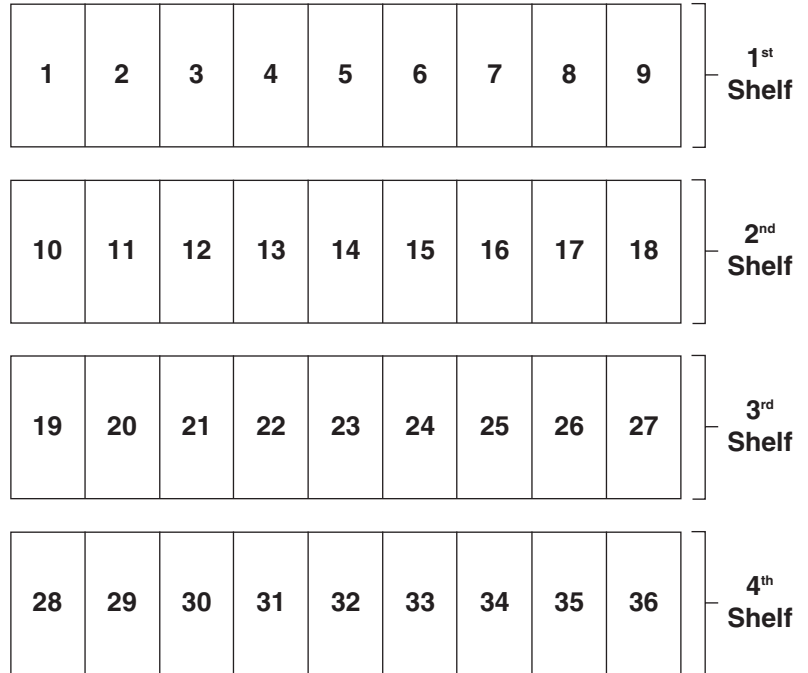 1 2 3 4 5 6 7 8 9 1st
Shelf
10 11 12 13 14 15 16 17 18 2nd
Shelf
19 20 21 22 23 24 25 26 27 3rd
Shelf
28 29 30 31 32 33 34 35 36 4th
Shelf